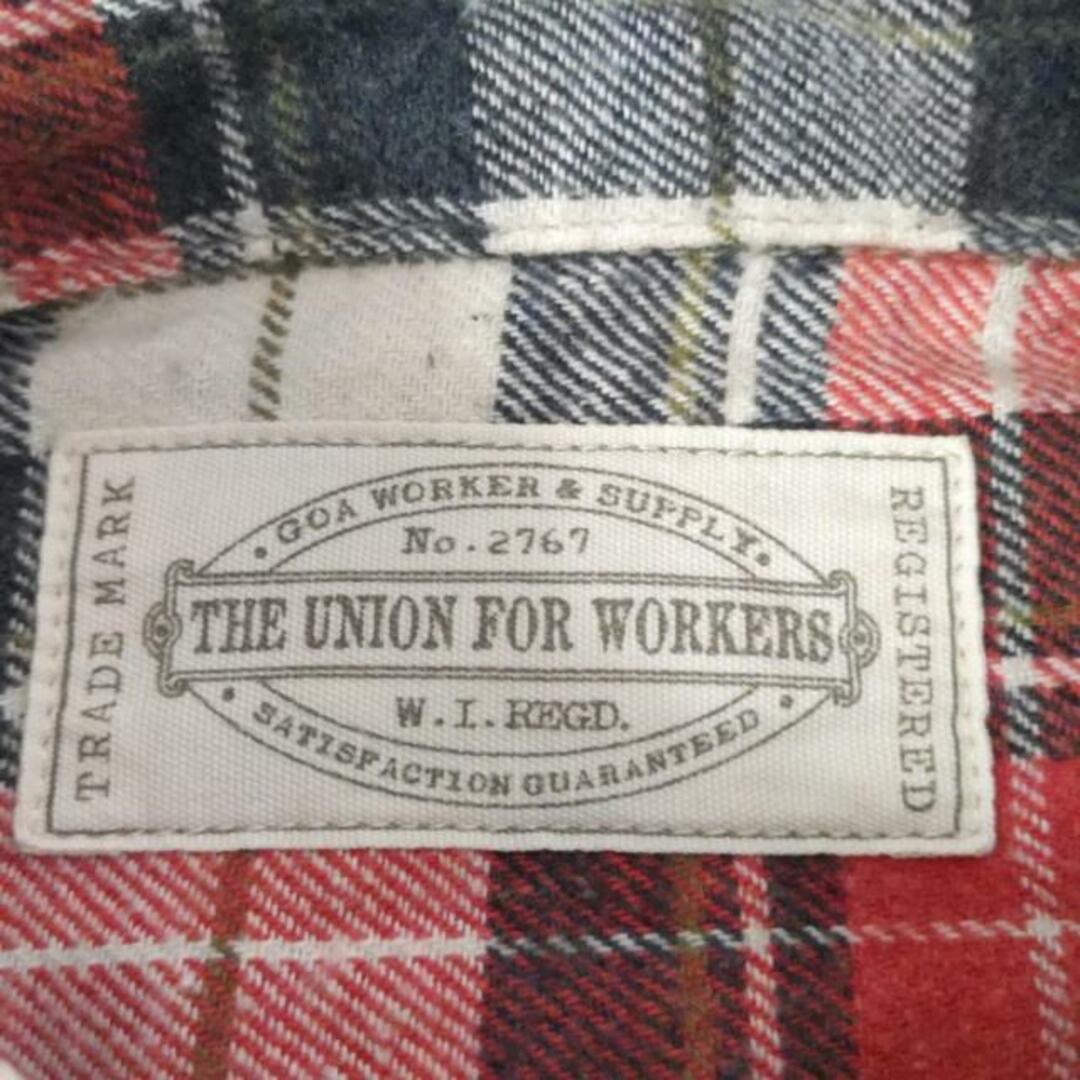 TRADE MARK
GOA WORKER & SUPPLY
No. 2767
THE UNION FOR WORKERS
W.I.REGD.
SATISFACTION GUARANTEED
REGISTERED